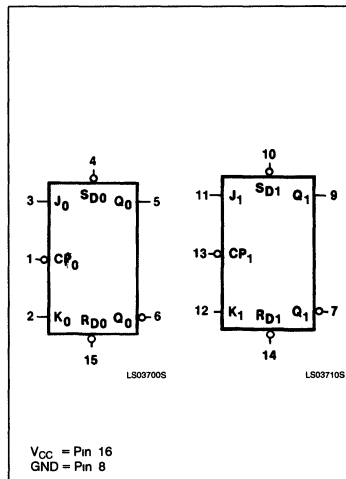 4
3 J0 SD0 Q0 5
1 CP0
2 K0 RD0 Q0 6
15
LS03700S
10
11 J1 SD1 Q1 9
13 CP1
12 K1 RD1 Q1 7
14
LS03710S
VCC = Pin 16
GND = Pin 8